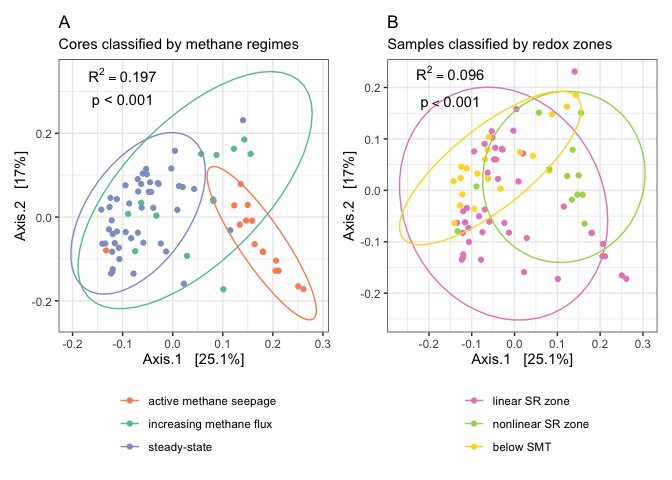 A
Cores classified by methane regimes
R² = 0.197
p < 0.001
0.2
0.0
-0.2
Axis.2 [17%]
-0.2 -0.1 0.0 0.1 0.2 0.3
Axis.1 [25.1%]
active methane seepage
increasing methane flux
steady-state
B
Samples classified by redox zones
R² = 0.096
p < 0.001
0.2
0.1
0.0
-0.1
-0.2
Axis.2 [17%]
-0.2 -0.1 0.0 0.1 0.2 0.3
Axis.1 [25.1%]
linear SR zone
nonlinear SR zone
below SMT